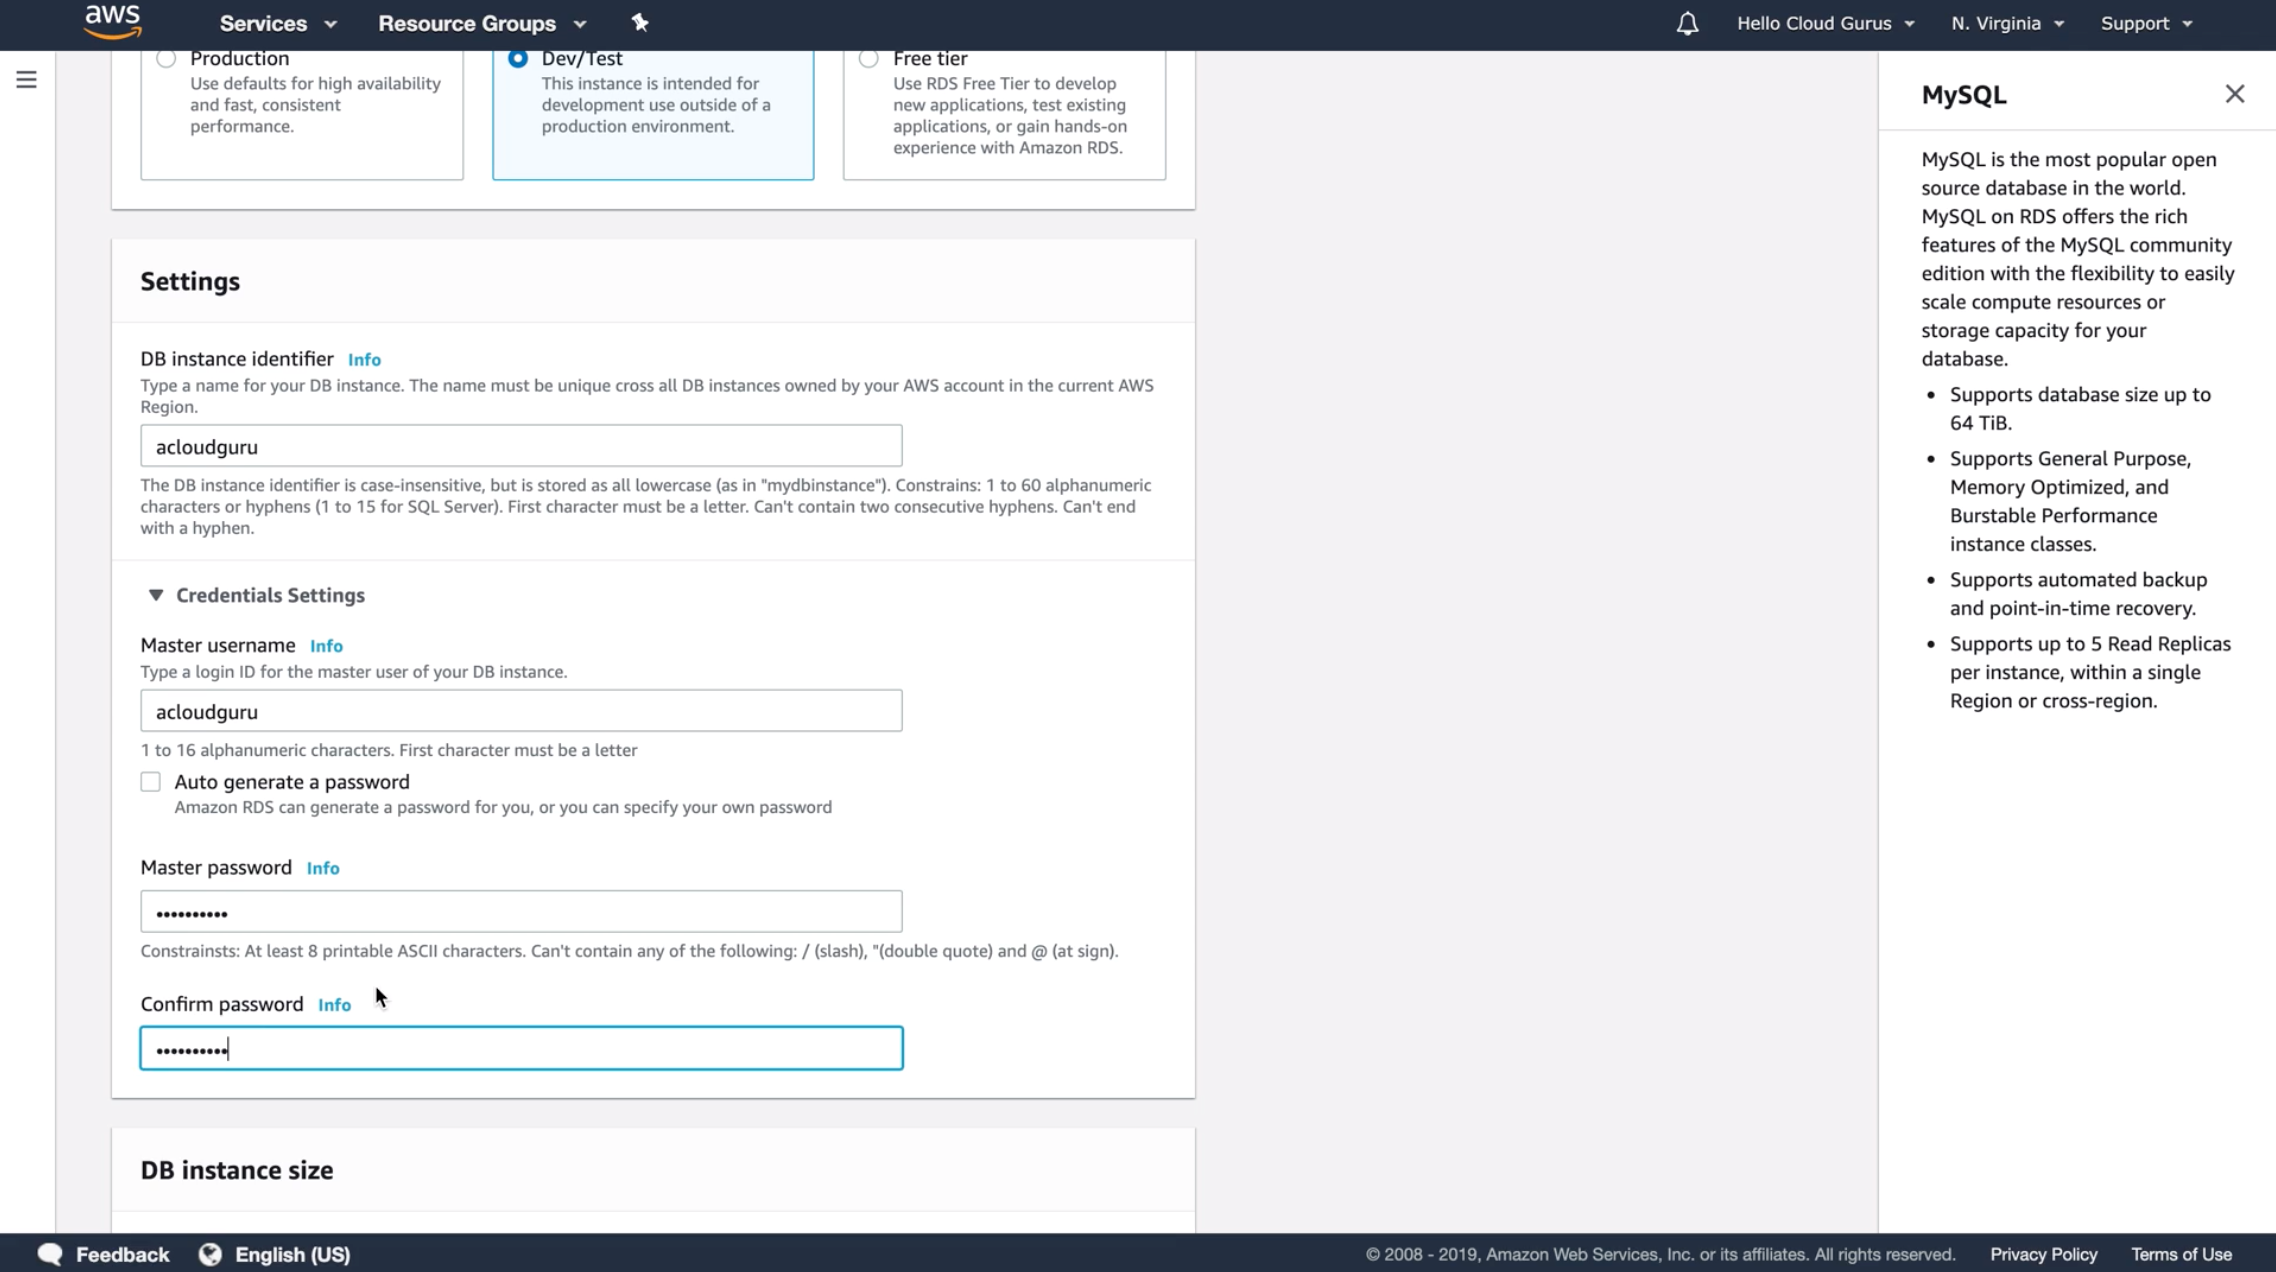 aws
Services
Resource Groups
Hello Cloud Gurus
N. Virginia
Support
Production
Use defaults for high availability
and fast, consistent
performance.
Dev/Test
This instance is intended for
development use outside of a
production environment.
Free tier
Use RDS Free Tier to develop
new applications, test existing
applications, or gain hands-on
experience with Amazon RDS.
Settings
DB instance identifier Info
Type a name for your DB instance. The name must be unique cross all DB instances owned by your AWS account in the current AWS
Region.
acloudguru
The DB instance identifier is case-insensitive, but is stored as all lowercase (as in "mydbinstance"). Constrains: 1 to 60 alphanumeric
characters or hyphens (1 to 15 for SQL Server). First character must be a letter. Can't contain two consecutive hyphens. Can't end
with a hyphen.
Credentials Settings
Master username Info
Type a login ID for the master user of your DB instance.
acloudguru
1 to 16 alphanumeric characters. First character must be a letter
Auto generate a password
Amazon RDS can generate a password for you, or you can specify your own password
Master password Info
••••••••••
Constrainsts: At least 8 printable ASCII characters. Can't contain any of the following: / (slash), "(double quote) and @ (at sign).
Confirm password Info
••••••••••
DB instance size
MySQL
MySQL is the most popular open
source database in the world.
MySQL on RDS offers the rich
features of the MySQL community
edition with the flexibility to easily
scale compute resources or
storage capacity for your
database.
• Supports database size up to
64 TiB.
• Supports General Purpose,
Memory Optimized, and
Burstable Performance
instance classes.
• Supports automated backup
and point-in-time recovery.
• Supports up to 5 Read Replicas
per instance, within a single
Region or cross-region.
Feedback
English (US)
© 2008 - 2019, Amazon Web Services, Inc. or its affiliates. All rights reserved.
Privacy Policy
Terms of Use